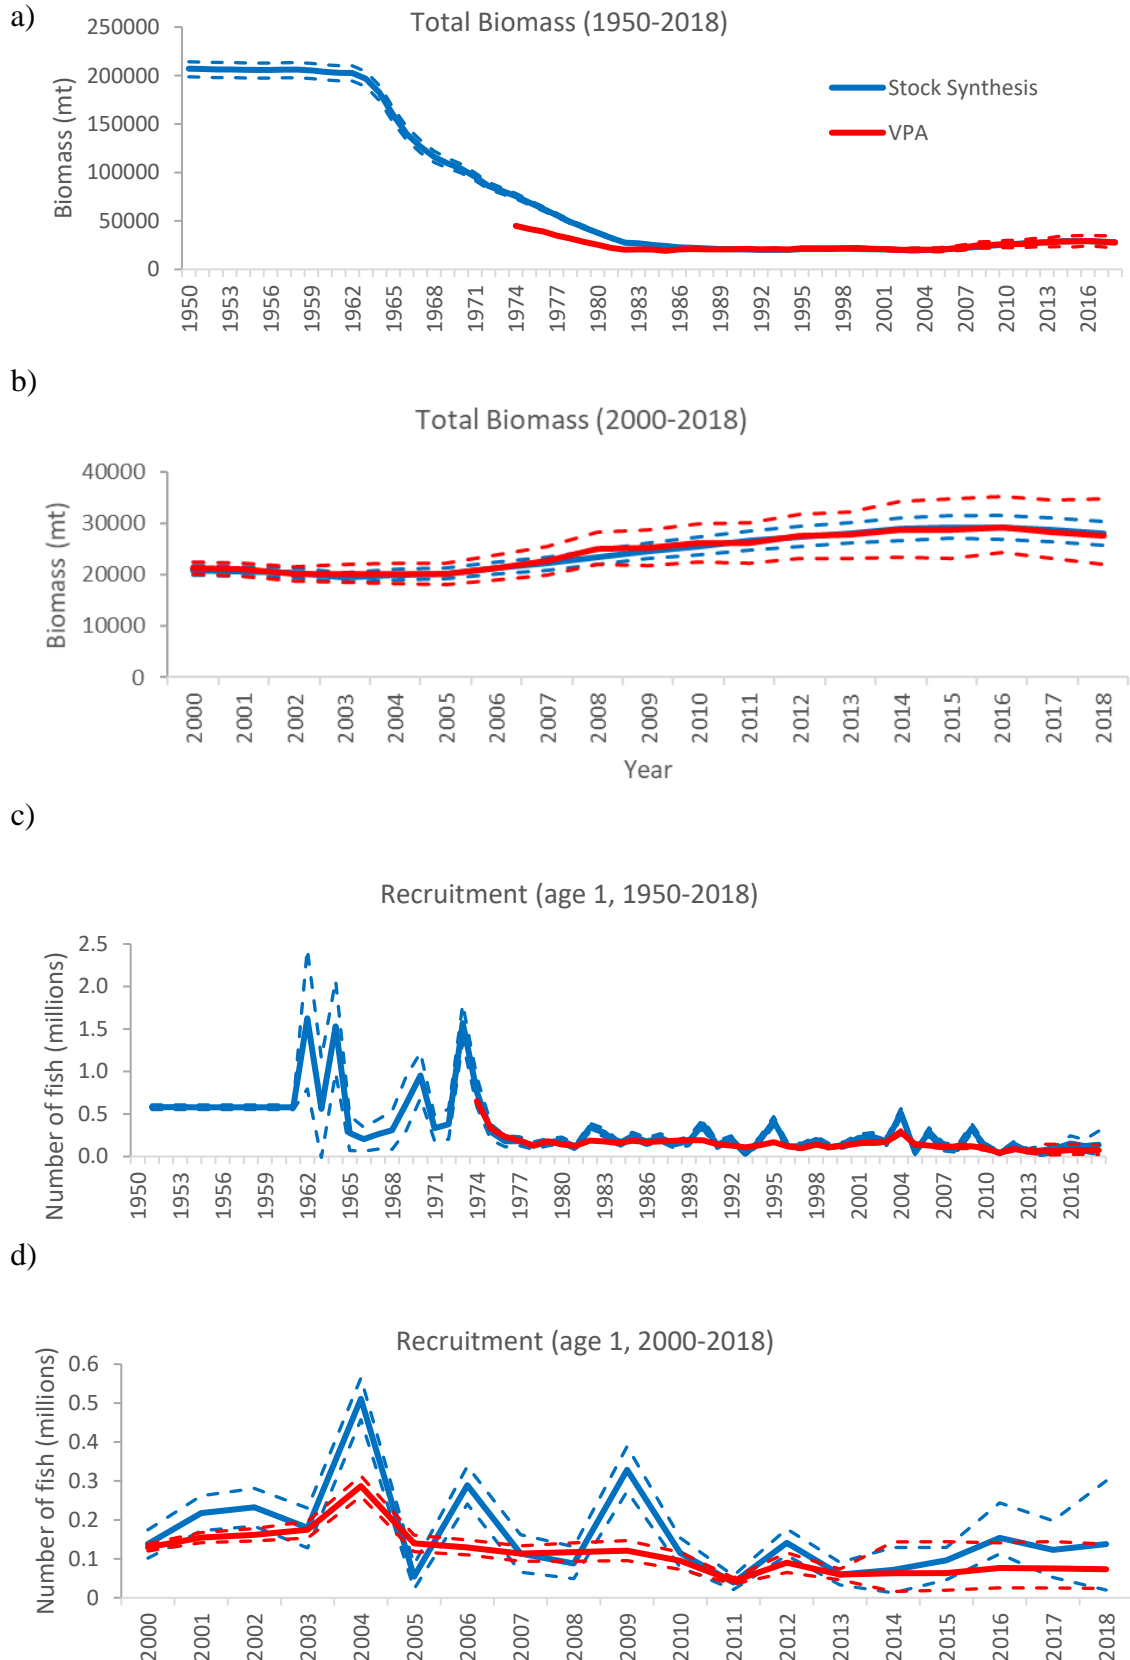 a)
Total Biomass (1950-2018)
Biomass (mt)
250000
200000
150000
100000
50000
0
Stock Synthesis
VPA
1950 1953 1956 1959 1962 1965 1968 1971 1974 1977 1980 1983 1986 1989 1992 1995 1998 2001 2004 2007 2010 2013 2016
b)
Total Biomass (2000-2018)
Biomass (mt)
40000
30000
20000
10000
0
2000 2001 2002 2003 2004 2005 2006 2007 2008 2009 2010 2011 2012 2013 2014 2015 2016 2017 2018
Year
c)
Recruitment (age 1, 1950-2018)
Number of fish (millions)
2.5
2.0
1.5
1.0
0.5
0.0
1950 1953 1956 1959 1962 1965 1968 1971 1974 1977 1980 1983 1986 1989 1992 1995 1998 2001 2004 2007 2010 2013 2016
d)
Recruitment (age 1, 2000-2018)
Number of fish (millions)
0.6
0.5
0.4
0.3
0.2
0.1
0
2000 2001 2002 2003 2004 2005 2006 2007 2008 2009 2010 2011 2012 2013 2014 2015 2016 2017 2018